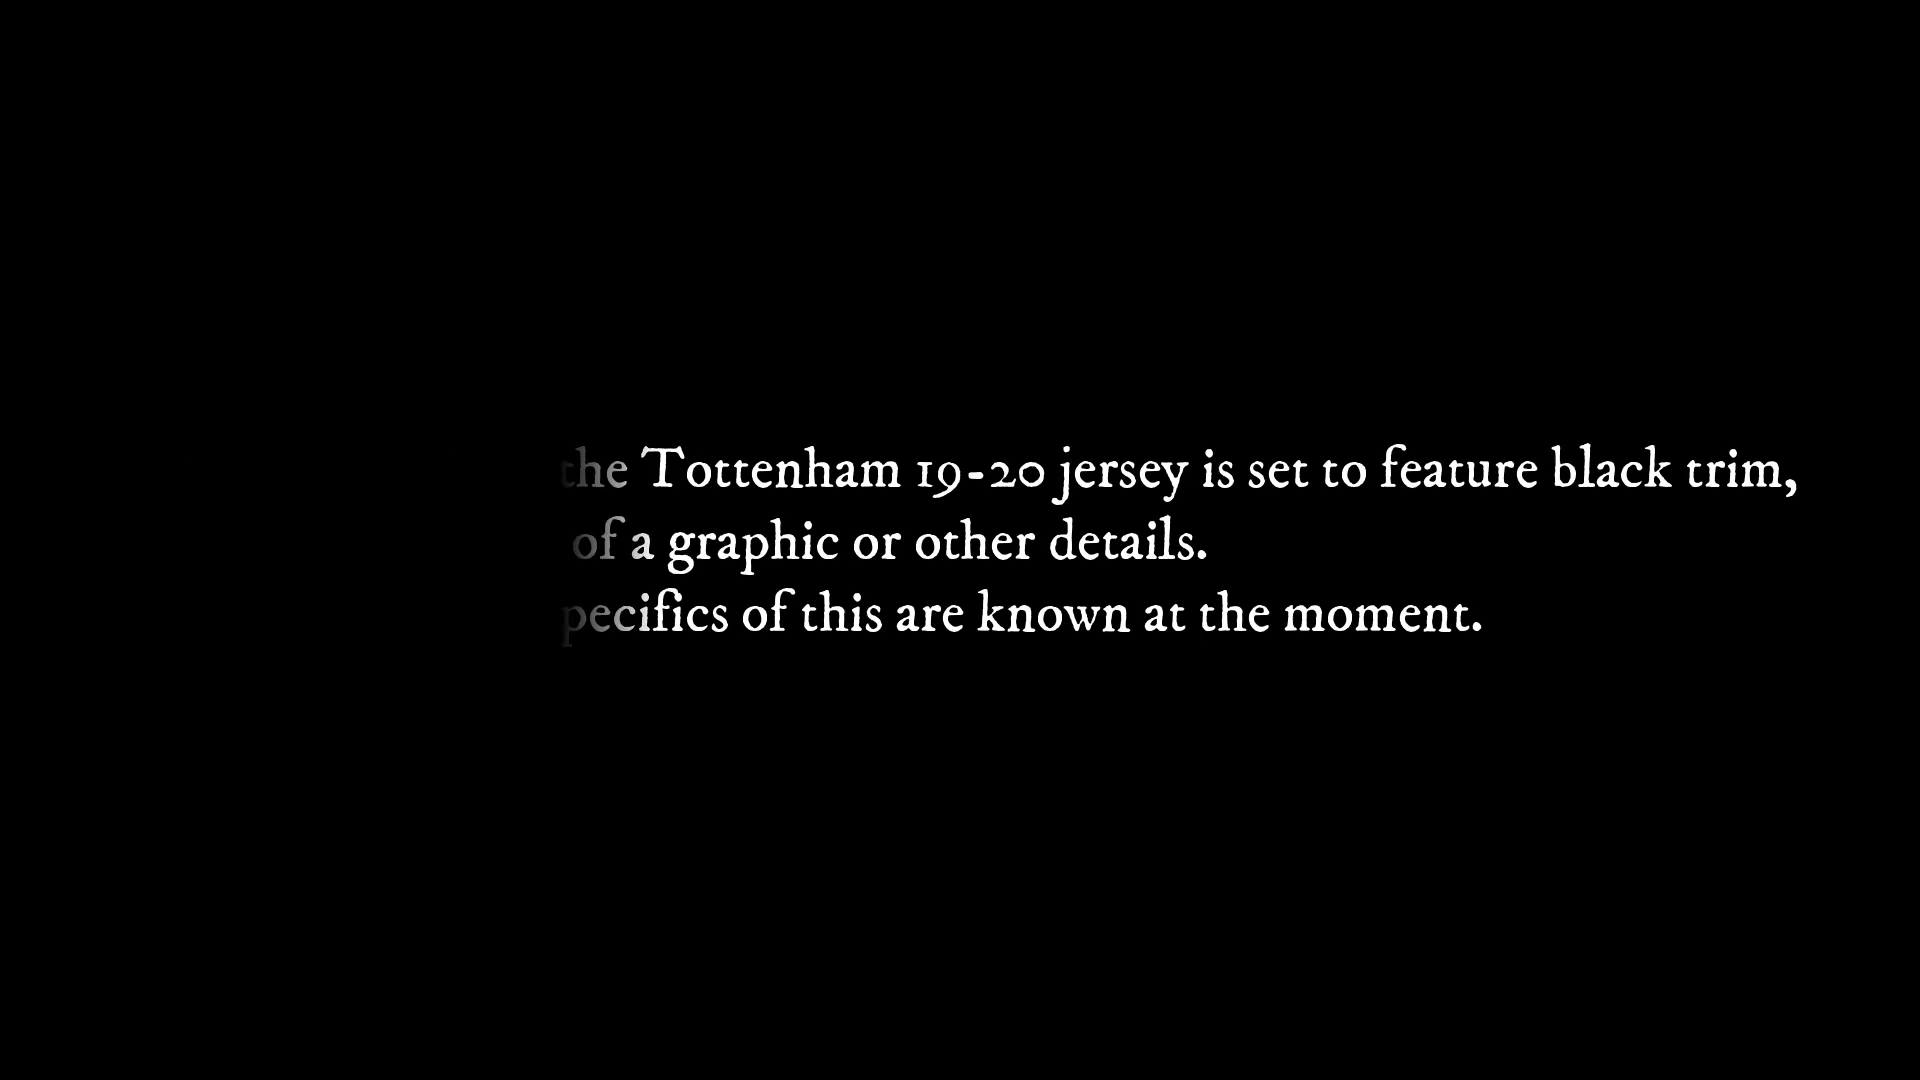 the Tottenham 19-20 jersey is set to feature black trim,
of a graphic or other details.
pecifics of this are known at the moment.